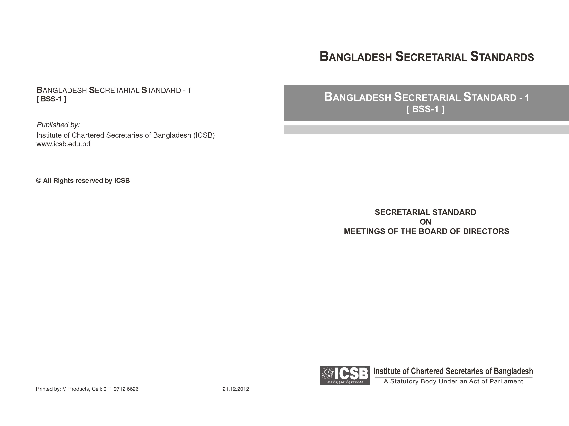 BANGLADESH SECRETARIAL STANDARD - 1
[ BSS-1 ]
Published by:
Institute of Chartered Secretaries of Bangladesh (ICSB)
www.icsb.edu.bd
© All Rights reserved by ICSB
Printed by:
21.12.2012
BANGLADESH SECRETARIAL STANDARDS
BANGLADESH SECRETARIAL STANDARD - 1
[ BSS-1 ]
SECRETARIAL STANDARD
ON
MEETINGS OF THE BOARD OF DIRECTORS
ICSB
Institute of Chartered Secretaries of Bangladesh
A Statutory Body Under an Act of Parliament